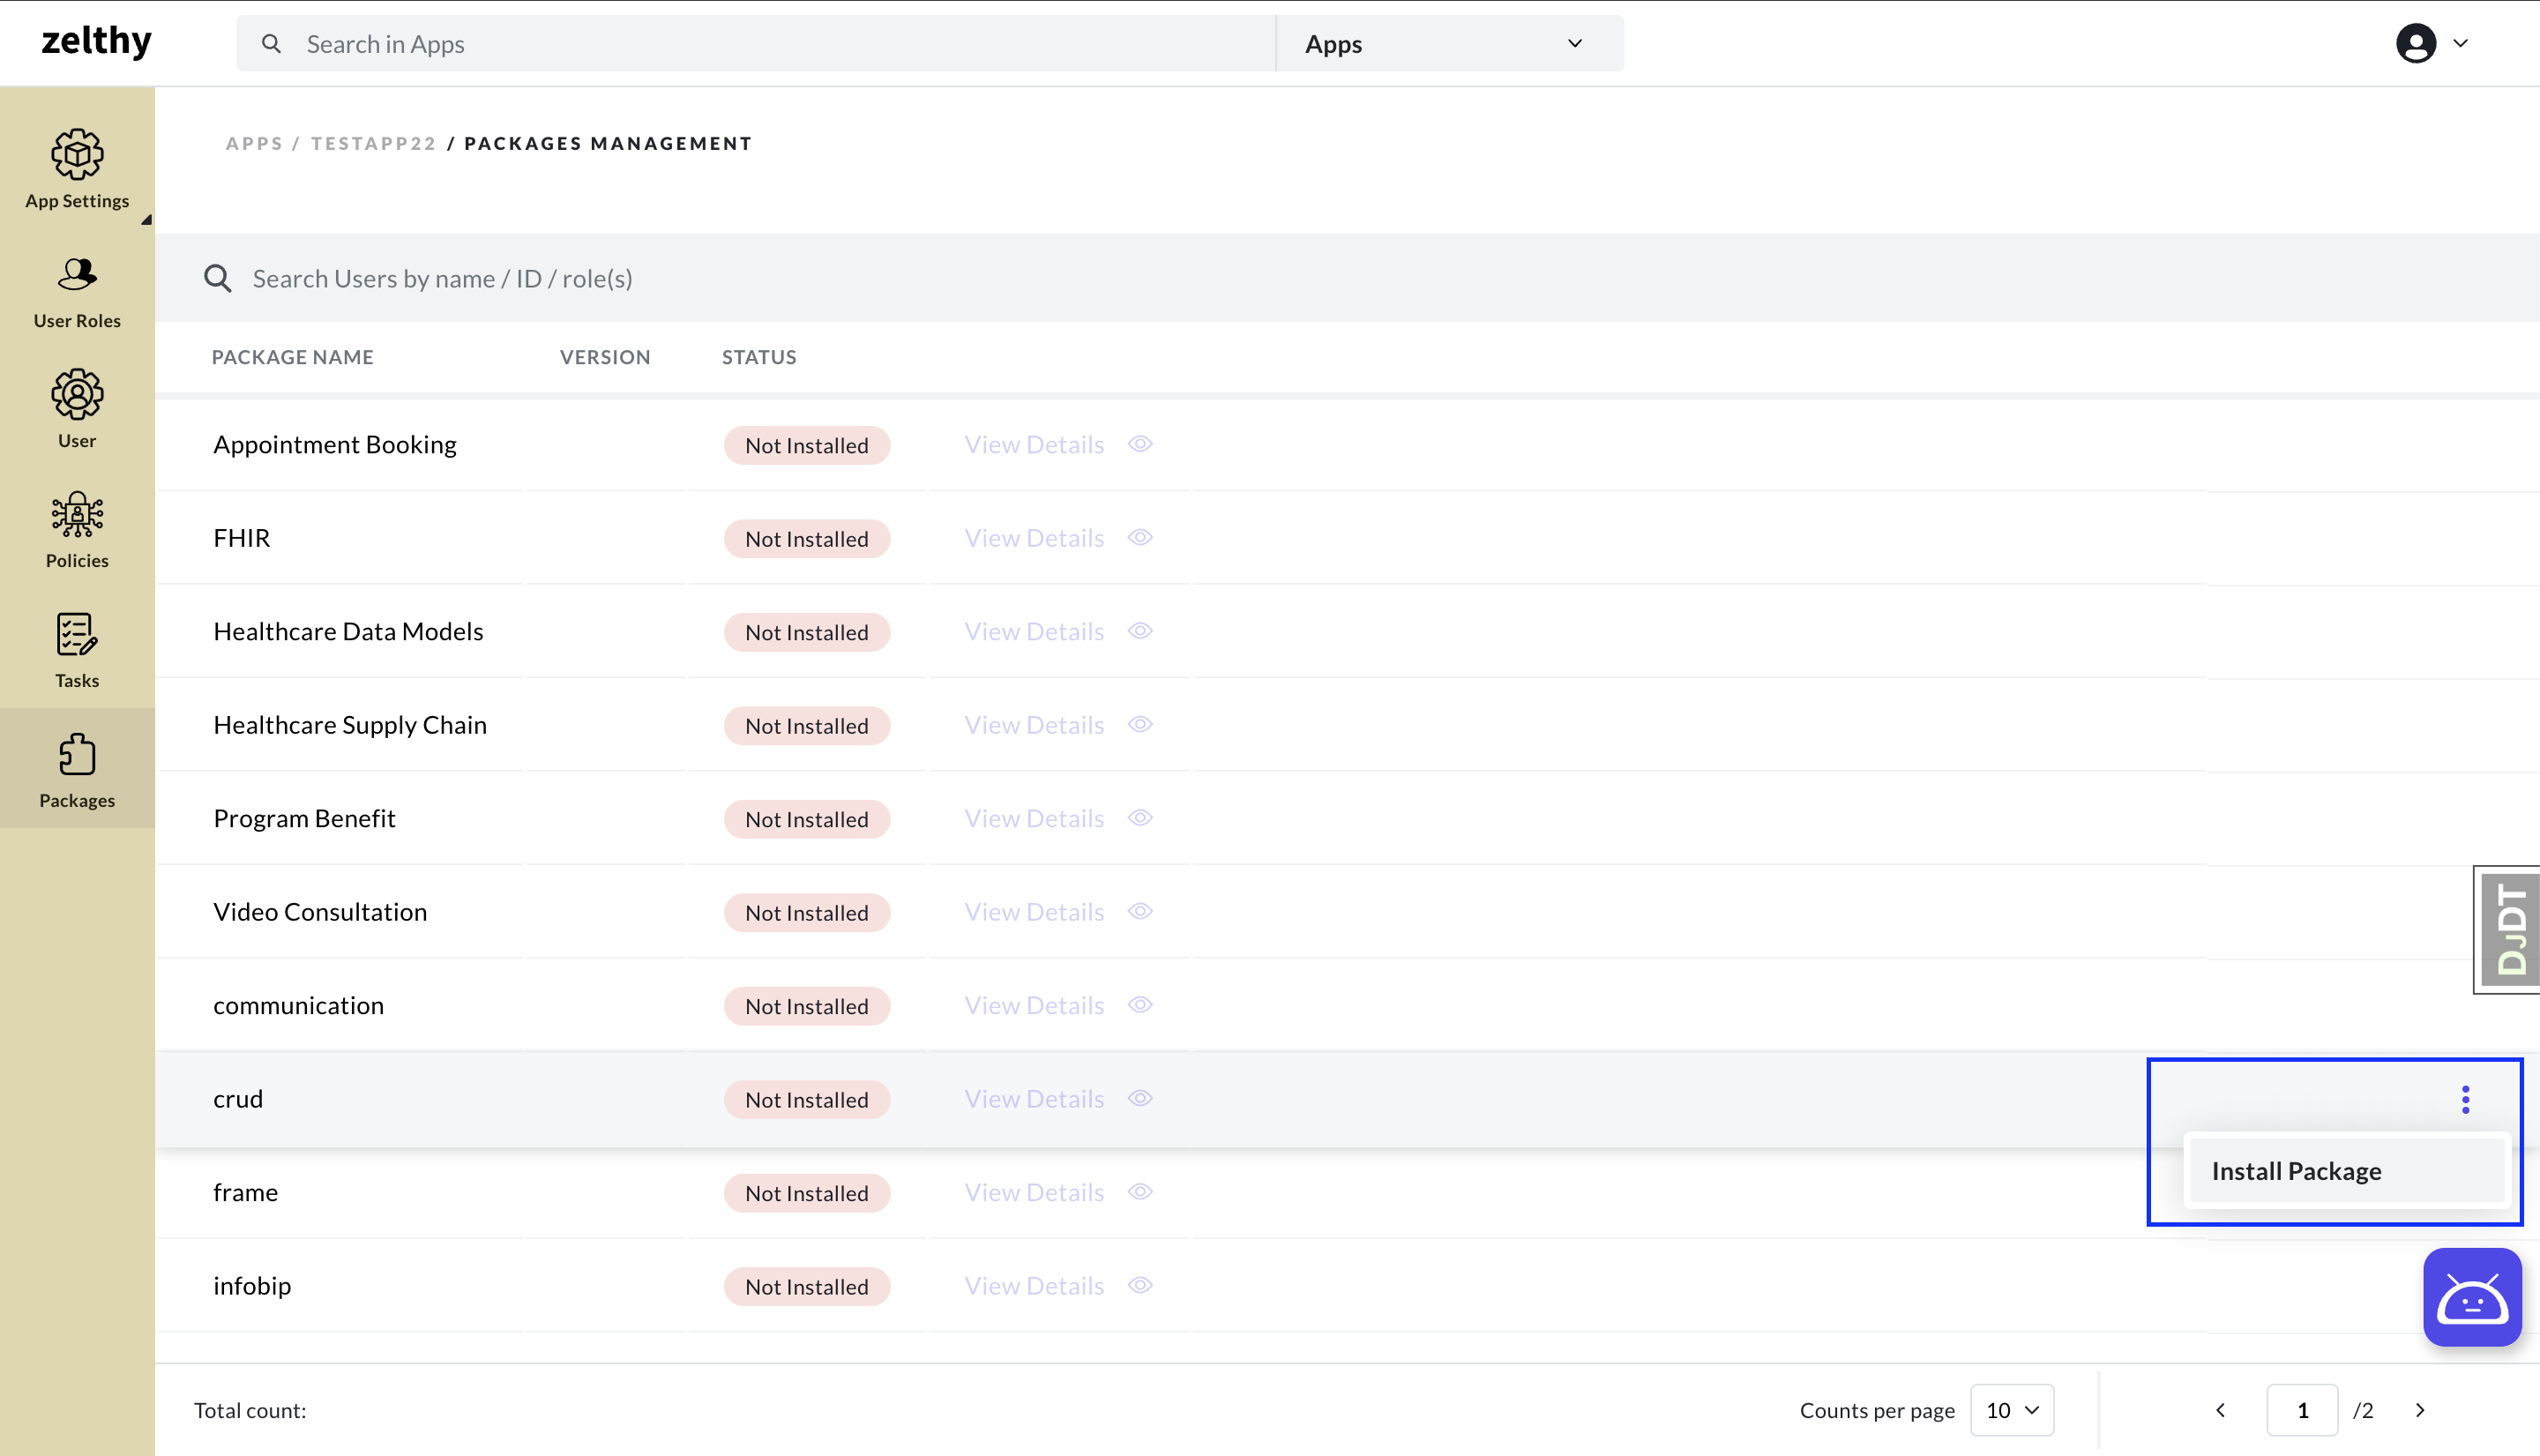 zelthy
Search in Apps
Apps
APPS / TESTAPP22 / PACKAGES MANAGEMENT
App Settings
User Roles
User
Policies
Tasks
Packages
Search Users by name / ID / role(s)
PACKAGE NAME VERSION STATUS
Appointment Booking Not Installed View Details
FHIR Not Installed View Details
Healthcare Data Models Not Installed View Details
Healthcare Supply Chain Not Installed View Details
Program Benefit Not Installed View Details
Video Consultation Not Installed View Details
DJDT
communication Not Installed View Details
crud Not Installed View Details
Install Package
frame Not Installed View Details
infobip Not Installed View Details
Total count:
Counts per page 10
1 /2